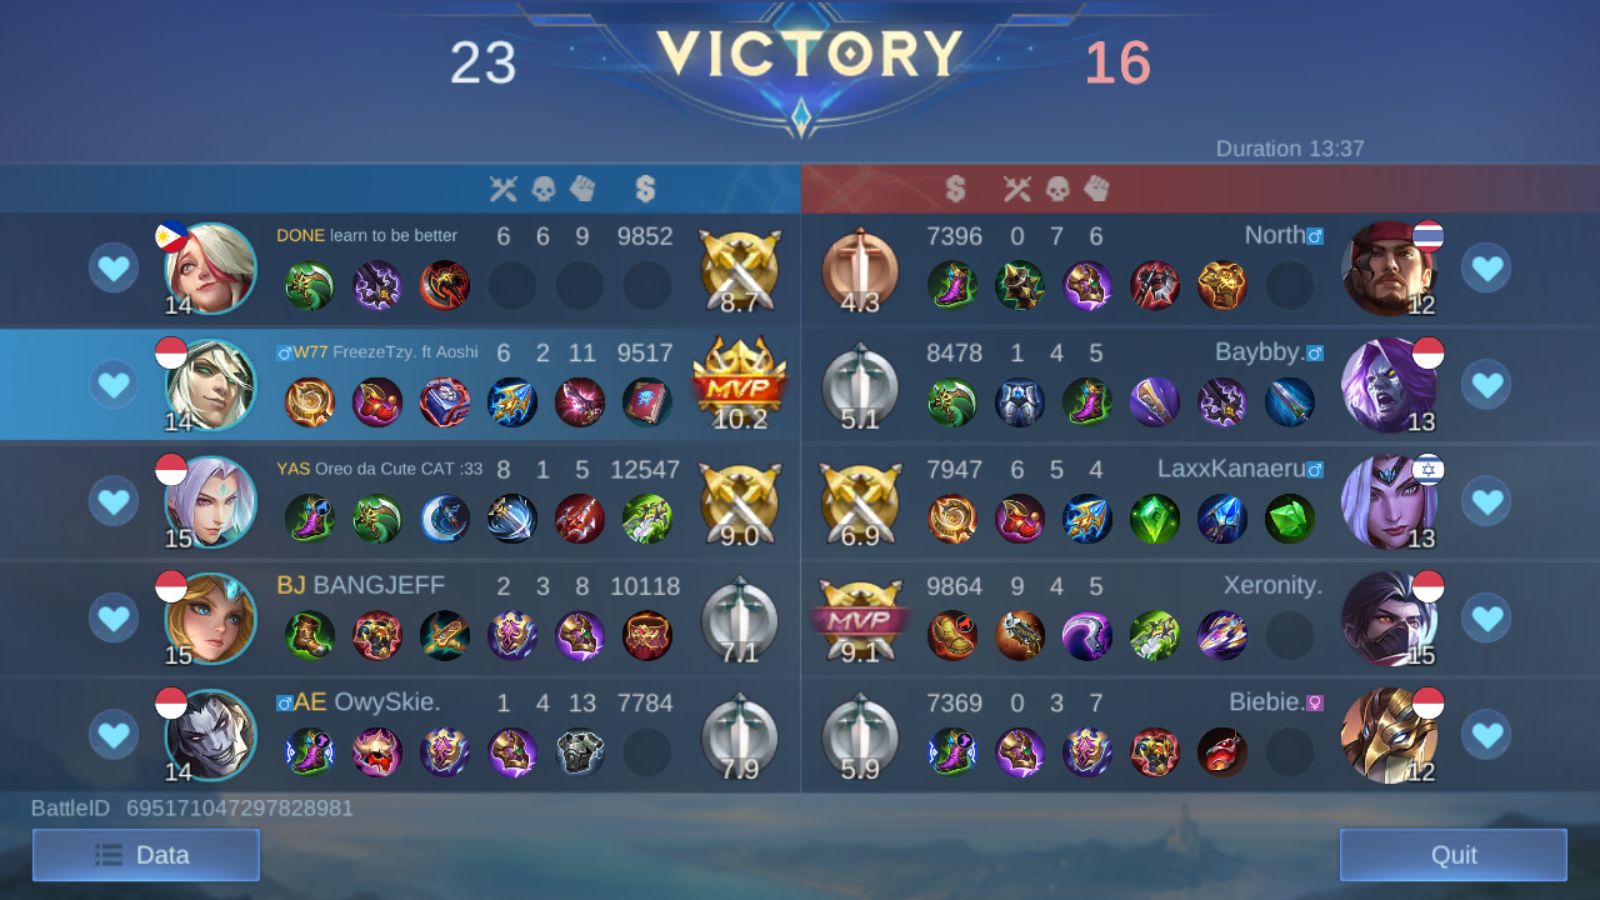 23 VICTORY 16
Duration 13:37
DONE learn to be better 6 6 9 9852
14 8.7
4.3 7396 0 7 6 North
12
W77 FreezeTzy. ft Aoshi 6 2 11 9517
14 MVP 10.2
5.1 8478 1 4 5 Baybby.
13
YAS Oreo da Cute CAT :33 8 1 5 12547
15 9.0
6.9 7947 6 5 4 LaxxKanaeru
13
BJ BANGJEFF 2 3 8 10118
15 7.1
MVP 9.1 9864 9 4 5 Xeronity.
15
AE OwySkie. 1 4 13 7784
14 7.9
5.9 7369 0 3 7 Biebie.
12
BattleID 695171047297828981
Data
Quit